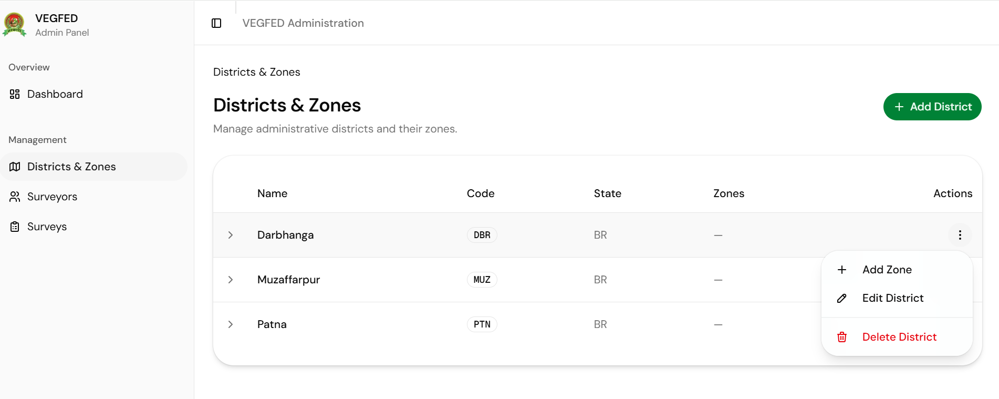 VEGFED
Admin Panel
VEGFED Administration
Overview
Dashboard
Management
Districts & Zones
Surveyors
Surveys
Districts & Zones
Districts & Zones
Manage administrative districts and their zones.
+ Add District
Name Code State Zones Actions
Darbhanga DBR BR —
Muzaffarpur MUZ BR —
Patna PTN BR —
Add Zone
Edit District
Delete District